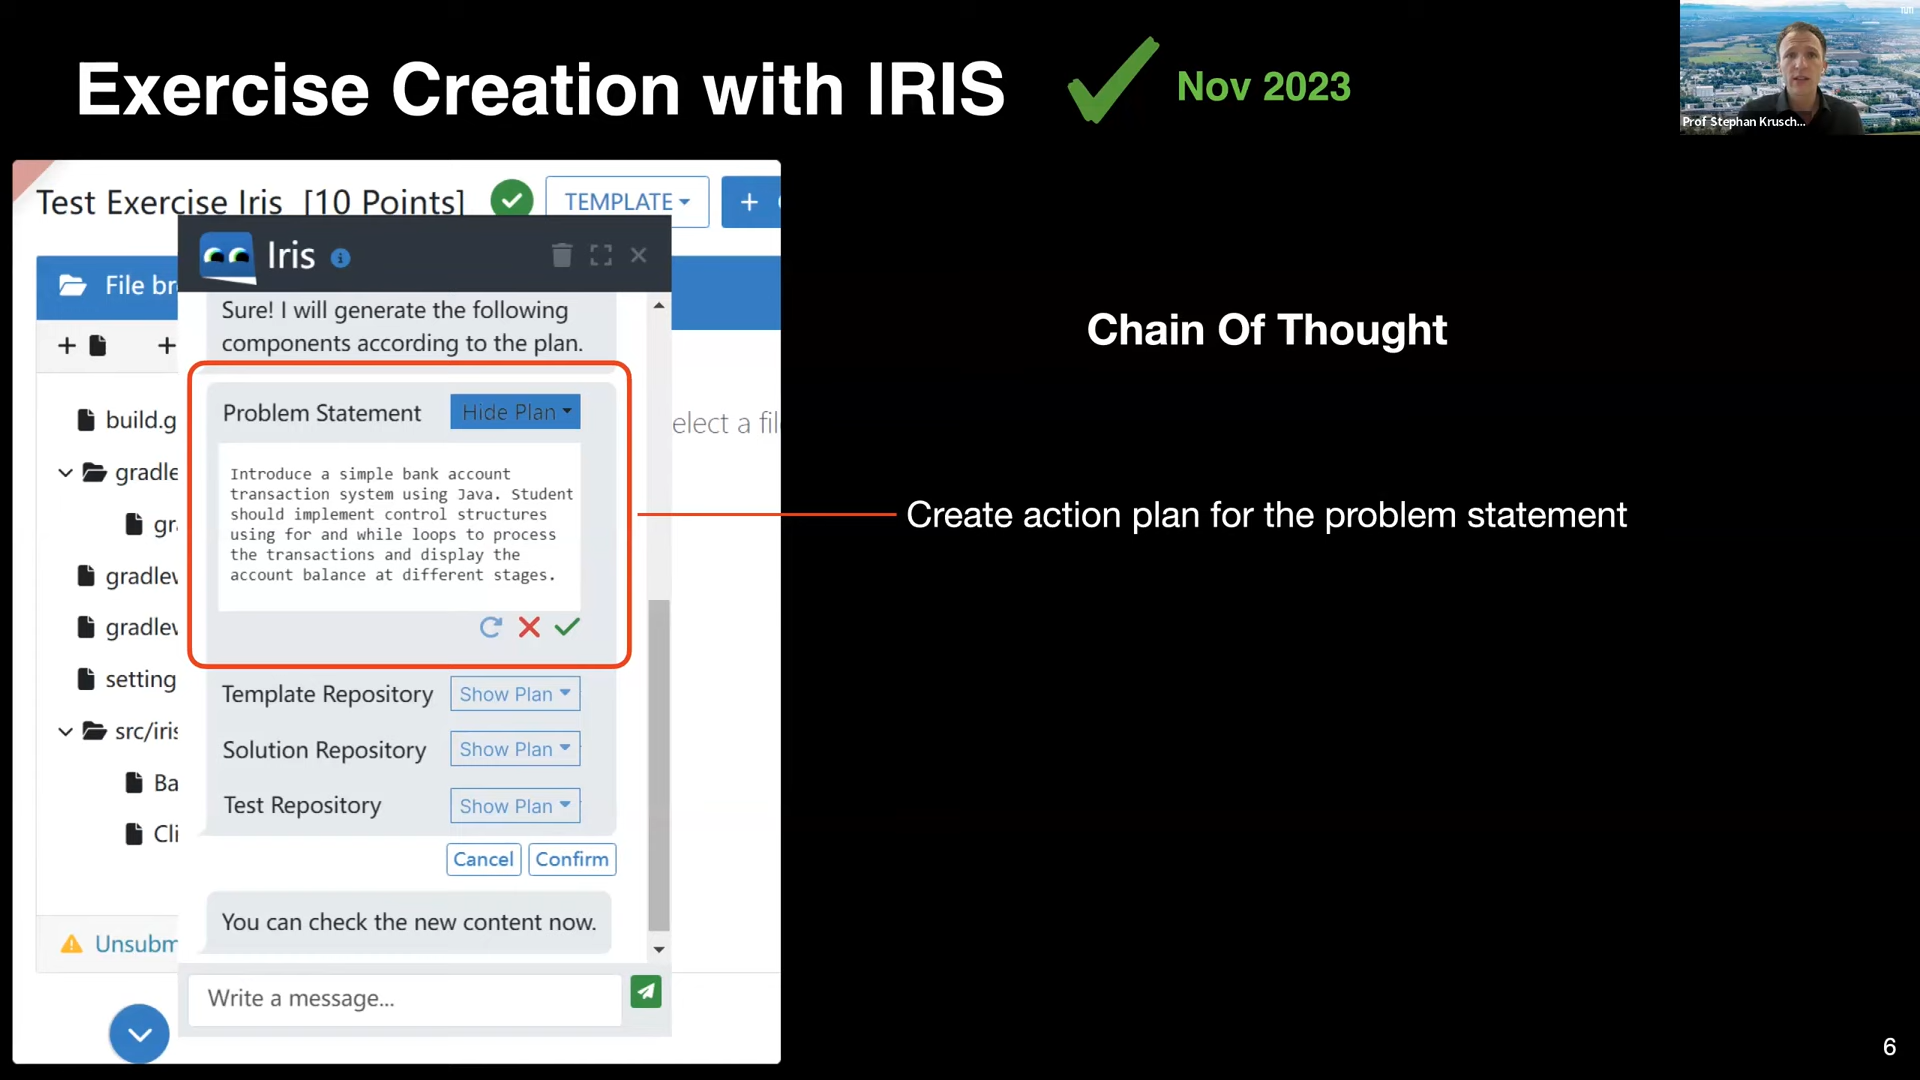 Exercise Creation with IRIS
Nov 2023
Prof Stephan Krusch...
Test Exercise Iris [10 Points]
TEMPLATE
Iris
File br
Sure! I will generate the following
components according to the plan.
Problem Statement
Hide Plan
Introduce a simple bank account
transaction system using Java. Student
should implement control structures
using for and while loops to process
the transactions and display the
account balance at different stages.
Template Repository
Show Plan
Solution Repository
Show Plan
Test Repository
Show Plan
Cancel
Confirm
You can check the new content now.
Write a message...
build.g
gradle
gr
gradlew
gradlew
setting
src/iris
Ba
Cli
Unsubm
elect a fil
Chain Of Thought
Create action plan for the problem statement
6